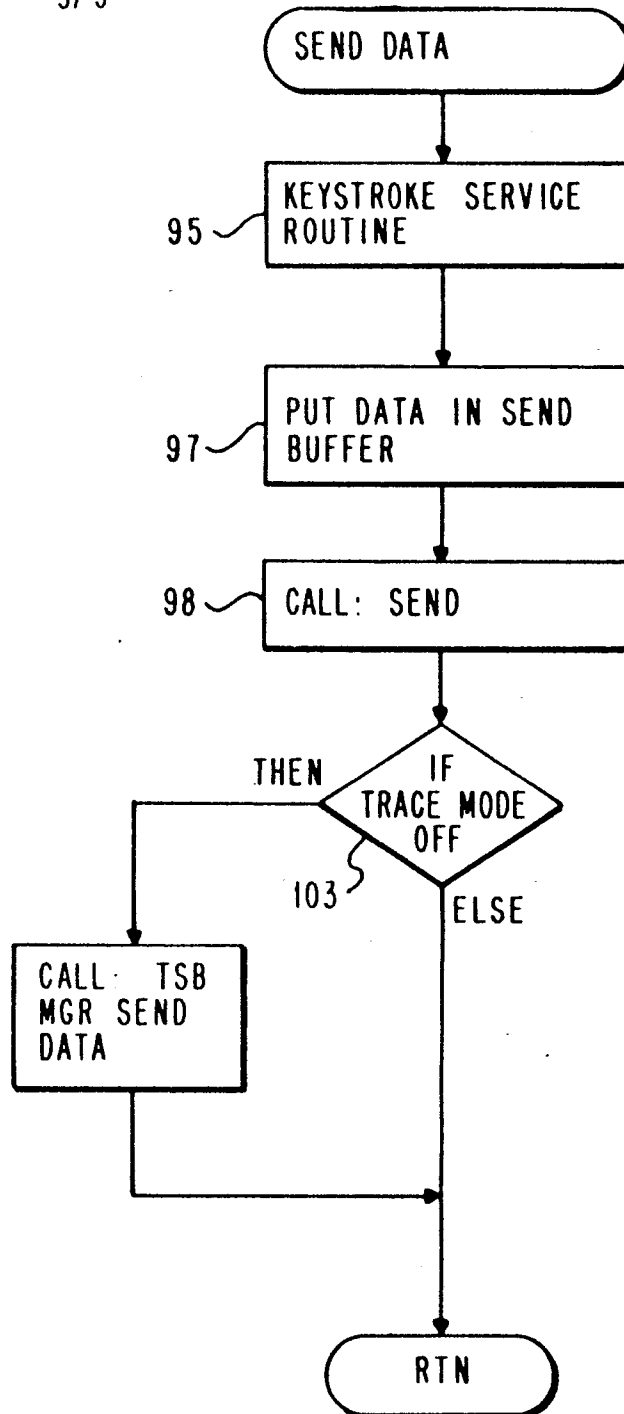 SEND DATA
KEYSTROKE SERVICE
ROUTINE
95
PUT DATA IN SEND
BUFFER
97
98
CALL: SEND
THEN
IF
TRACE MODE
OFF
103
ELSE
CALL: TSB
MGR SEND
DATA
RTN